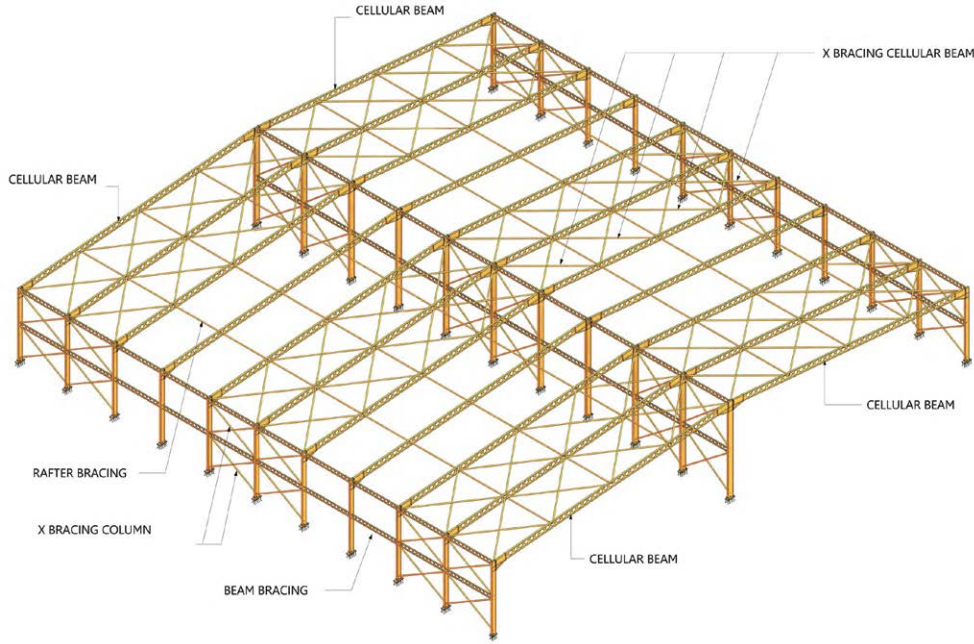 CELLULAR BEAM
X BRACING CELLULAR BEAM
CELLULAR BEAM
CELLULAR BEAM
RAFTER BRACING
X BRACING COLUMN
CELLULAR BEAM
BEAM BRACING